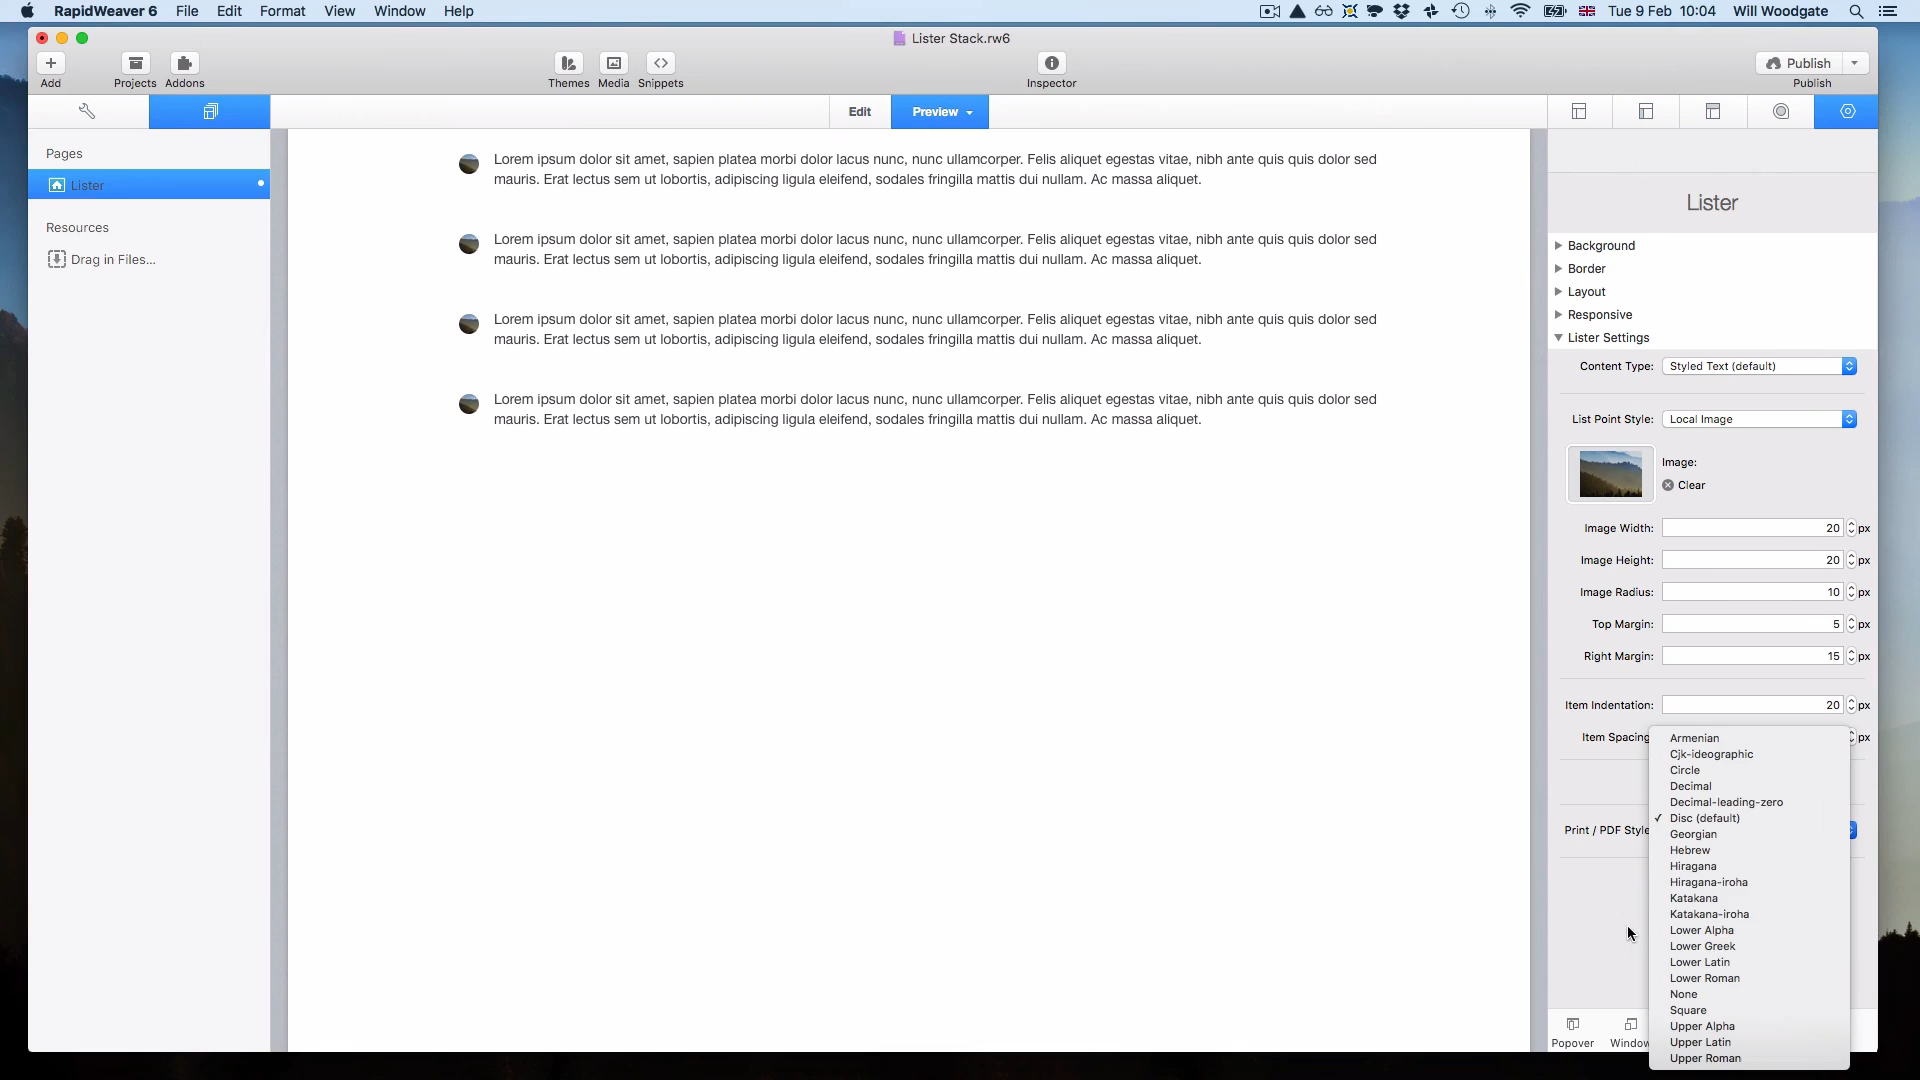 RapidWeaver 6 File Edit Format View Window Help Tue 9 Feb 10:04 Will Woodgate
Lister Stack.rw6
Add Projects Addons Themes Media Snippets Inspector Publish
Publish
Edit Preview
Pages
Lister
Resources
Drag in Files...
Lorem ipsum dolor sit amet, sapien platea morbi dolor lacus nunc, nunc ullamcorper. Felis aliquet egestas vitae, nibh ante quis quis dolor sed
mauris. Erat lectus sem ut lobortis, adipiscing ligula eleifend, sodales fringilla mattis dui nullam. Ac massa aliquet.
Lorem ipsum dolor sit amet, sapien platea morbi dolor lacus nunc, nunc ullamcorper. Felis aliquet egestas vitae, nibh ante quis quis dolor sed
mauris. Erat lectus sem ut lobortis, adipiscing ligula eleifend, sodales fringilla mattis dui nullam. Ac massa aliquet.
Lorem ipsum dolor sit amet, sapien platea morbi dolor lacus nunc, nunc ullamcorper. Felis aliquet egestas vitae, nibh ante quis quis dolor sed
mauris. Erat lectus sem ut lobortis, adipiscing ligula eleifend, sodales fringilla mattis dui nullam. Ac massa aliquet.
Lorem ipsum dolor sit amet, sapien platea morbi dolor lacus nunc, nunc ullamcorper. Felis aliquet egestas vitae, nibh ante quis quis dolor sed
mauris. Erat lectus sem ut lobortis, adipiscing ligula eleifend, sodales fringilla mattis dui nullam. Ac massa aliquet.
Lister
Background
Border
Layout
Responsive
Lister Settings
Content Type: Styled Text (default)
List Point Style: Local Image
Image:
Clear
Image Width: 20 px
Image Height: 20 px
Image Radius: 10 px
Top Margin: 5 px
Right Margin: 15 px
Item Indentation: 20 px
Item Spacing px
Print / PDF Style
Armenian
Cjk-ideographic
Circle
Decimal
Decimal-leading-zero
✓ Disc (default)
Georgian
Hebrew
Hiragana
Hiragana-iroha
Katakana
Katakana-iroha
Lower Alpha
Lower Greek
Lower Latin
Lower Roman
None
Square
Upper Alpha
Upper Latin
Upper Roman
Popover Window